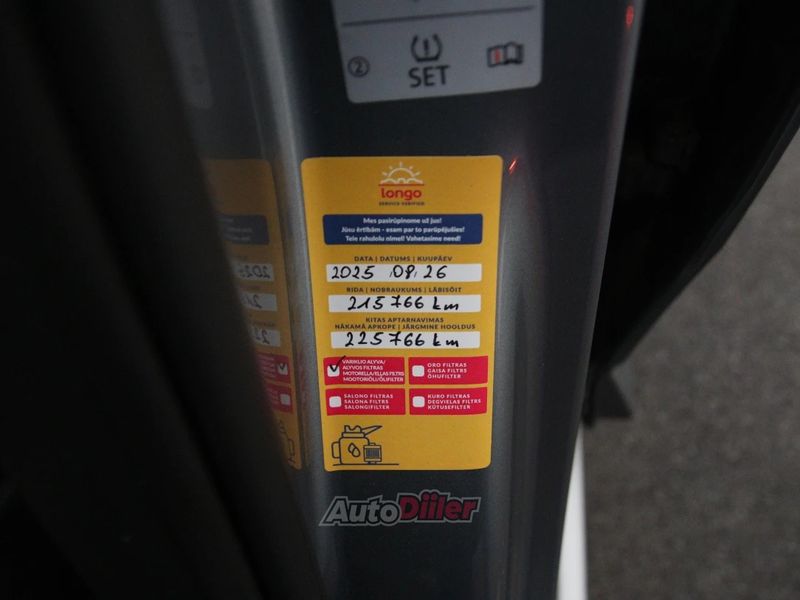 ②
SET
longo
SERVICE VERIFIED
Mes pasirūpinome už jus!
Jūsu ērtībām - esam par to parūpējušies!
Teie rahulolu nimel! Vahetasime need!
DATA | DATUMS | KUUPÄEV
2025 08.26
RIDA | NOBRAUKUMS | LÄBISÕIT
215766 km
KITAS APTARNAVIMAS
NĀKAMĀ APKOPE | JÄRGMINE HOOLDUS
225766 km
VARIKLIO ALYVA/
ALYVOS FILTRAS
MOTORELLA/EĻĻAS FILTRS
MOOTORIÕLI/ÕLIFILTER
ORO FILTRAS
GAISA FILTRS
ÕHUFILTER
SALONO FILTRAS
SALONA FILTRS
SALONGIFILTER
KURO FILTRAS
DEGVIELAS FILTRS
KÜTUSEFILTER
AutoDiiler